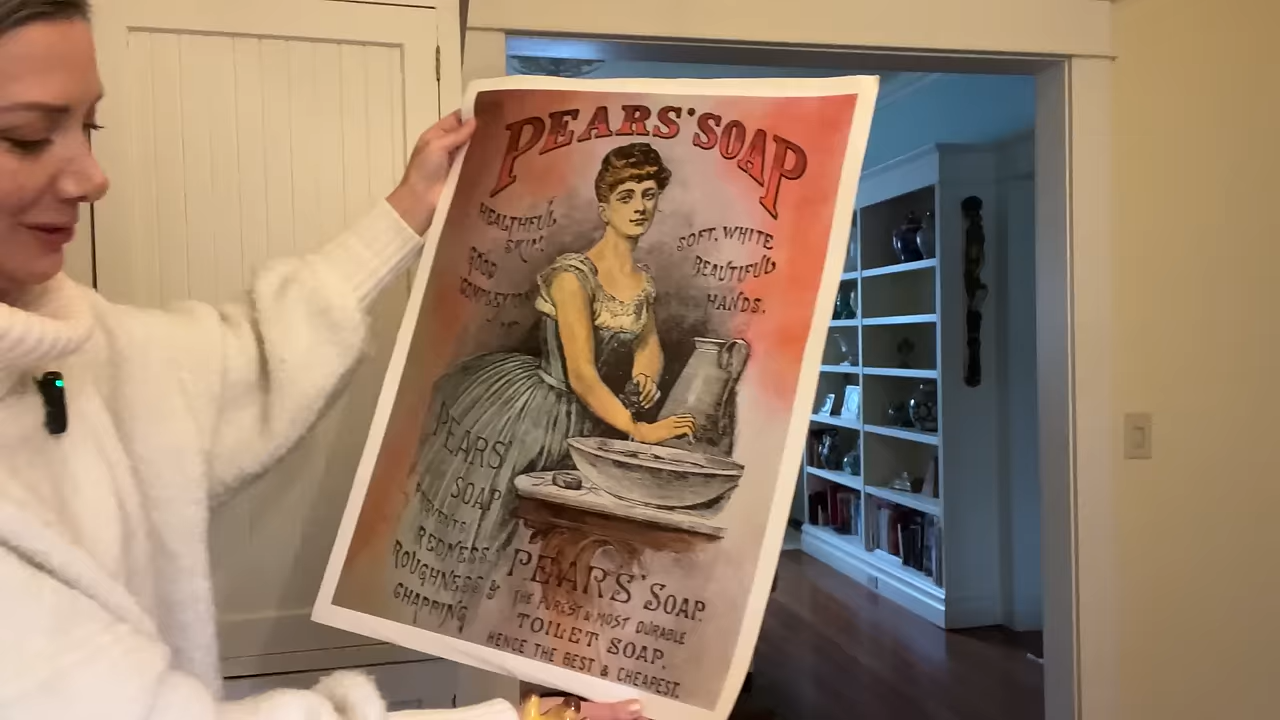 PEARS' SOAP
HEALTHFUL
SKIN.
GOOD
COMPLEXION
SOFT, WHITE
BEAUTIFUL
HANDS.
PEARS'
SOAP
PREVENTS
REDNESS,
ROUGHNESS &
CHAPPING
PEARS' SOAP.
THE PUREST & MOST DURABLE
TOILET SOAP.
HENCE THE BEST & CHEAPEST.